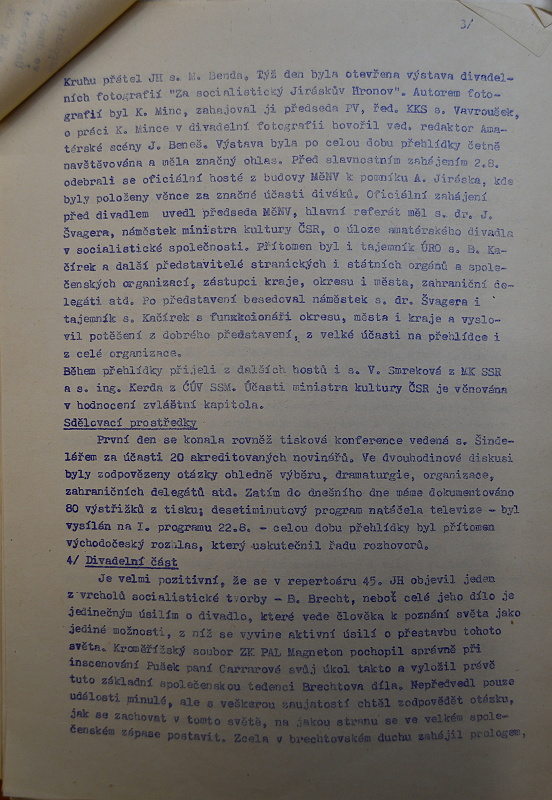 3/
Kruhu přátel JH s. M. Benda. Týž den byla otevřena výstava divadel-
ních fotografií "Za socialistický Jiráskův Hronov". Autorem foto-
grafií byl K. Minc, zahajoval ji předseda PV, řed. KKS s. Vavroušek,
o práci K. Mince v divadelní fotografii hovořil ved. redaktor Ama-
térské scény J. Beneš. Výstava byla po celou dobu přehlídky četně
navštěvována a měla značný ohlas. Před slavnostním zahájením 2.8.
odebrali se oficiální hosté z budovy MěNV k pomníku A. Jiráska, kde
byly položeny věnce za značné účasti diváků. Oficiální zahájení
před divadlem uvedl předseda MěNV, hlavní referát měl s. dr. J.
Švagera, náměstek ministra kultury ČSR, o úloze amatérského divadla
v socialistické společnosti. Přítomen byl i tajemník ÚRO s. B. Ka-
čírek a další představitelé stranických i státních orgánů a spole-
čenských organizací, zástupci kraje, okresu i města, zahraniční de-
legáti atd. Po představení besedoval náměstek s. dr. Švagera i
tajemník s. Kačírek s funkcionáři okresu, města i kraje a vyslo-
vil potěšení z dobrého představení, z velké účasti na přehlídce i
z celé organizace.
Během přehlídky přijeli z dalších hostů i s. V. Smreková z MK SSR
a s. ing. Kerda z ČÚV SSM. Účasti ministra kultury ČSR je věnována
v hodnocení zvláštní kapitola.
Sdělovací prostředky
První den se konala rovněž tisková konference vedená s. Šinde-
lářem za účasti 20 akreditovaných novinářů. Ve dvouhodinové diskusi
byly zodpovězeny otázky ohledně výběru, dramaturgie, organizace,
zahraničních delegátů atd. Zatím do dnešního dne máme dokumentováno
80 výstřižků z tisku; desetiminutový program natáčela televize - byl
vysílán na I. programu 22.8. - celou dobu přehlídky byl přítomen
východočeský rozhlas, který uskutečnil řadu rozhovorů.
4/ Divadelní část
Je velmi pozitivní, že se v repertoáru 45. JH objevil jeden
z vrcholů socialistické tvorby - B. Brecht, neboť celé jeho dílo je
jedinečným úsilím o divadlo, které vede člověka k poznání světa jako
jediné možnosti, z níž se vyvine aktivní úsilí o přestavbu tohoto
světa. Kroměřížský soubor ZK PAL Magneton pochopil správně při
inscenování Pušek paní Carrarové svůj úkol takto a vyložil právě
tuto základní společenskou tedenci Brechtova díla. Nepředvedl pouze
události minulé, ale s veškerou zaujatostí chtěl zodpovědět otázku,
jak se zachovat v tomto světě, na jakou stranu se ve velkém spole-
čenském zápase postavit. Zcela v brechtovském duchu zahájil prologem,